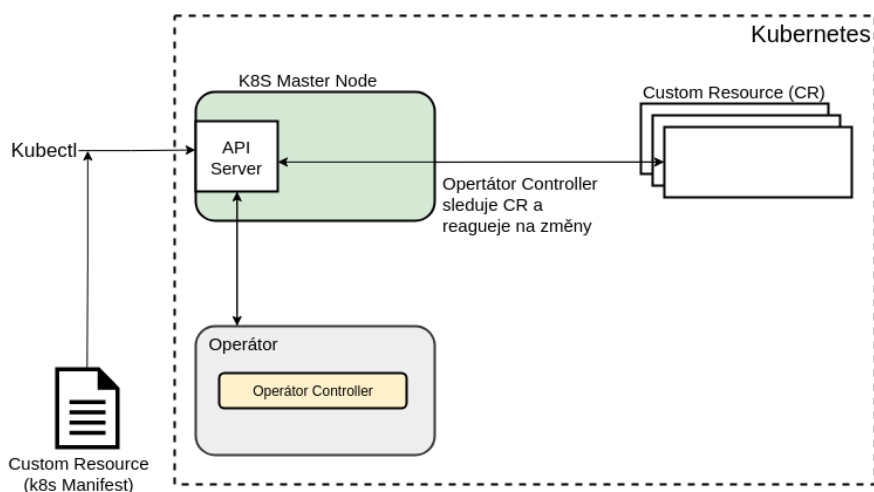 Kubernetes
K8S Master Node
Custom Resource (CR)
Kubectl
API
Server
Opertátor Controller
sleduje CR a
reagueje na změny
Operátor
Operátor Controller
Custom Resource
(k8s Manifest)